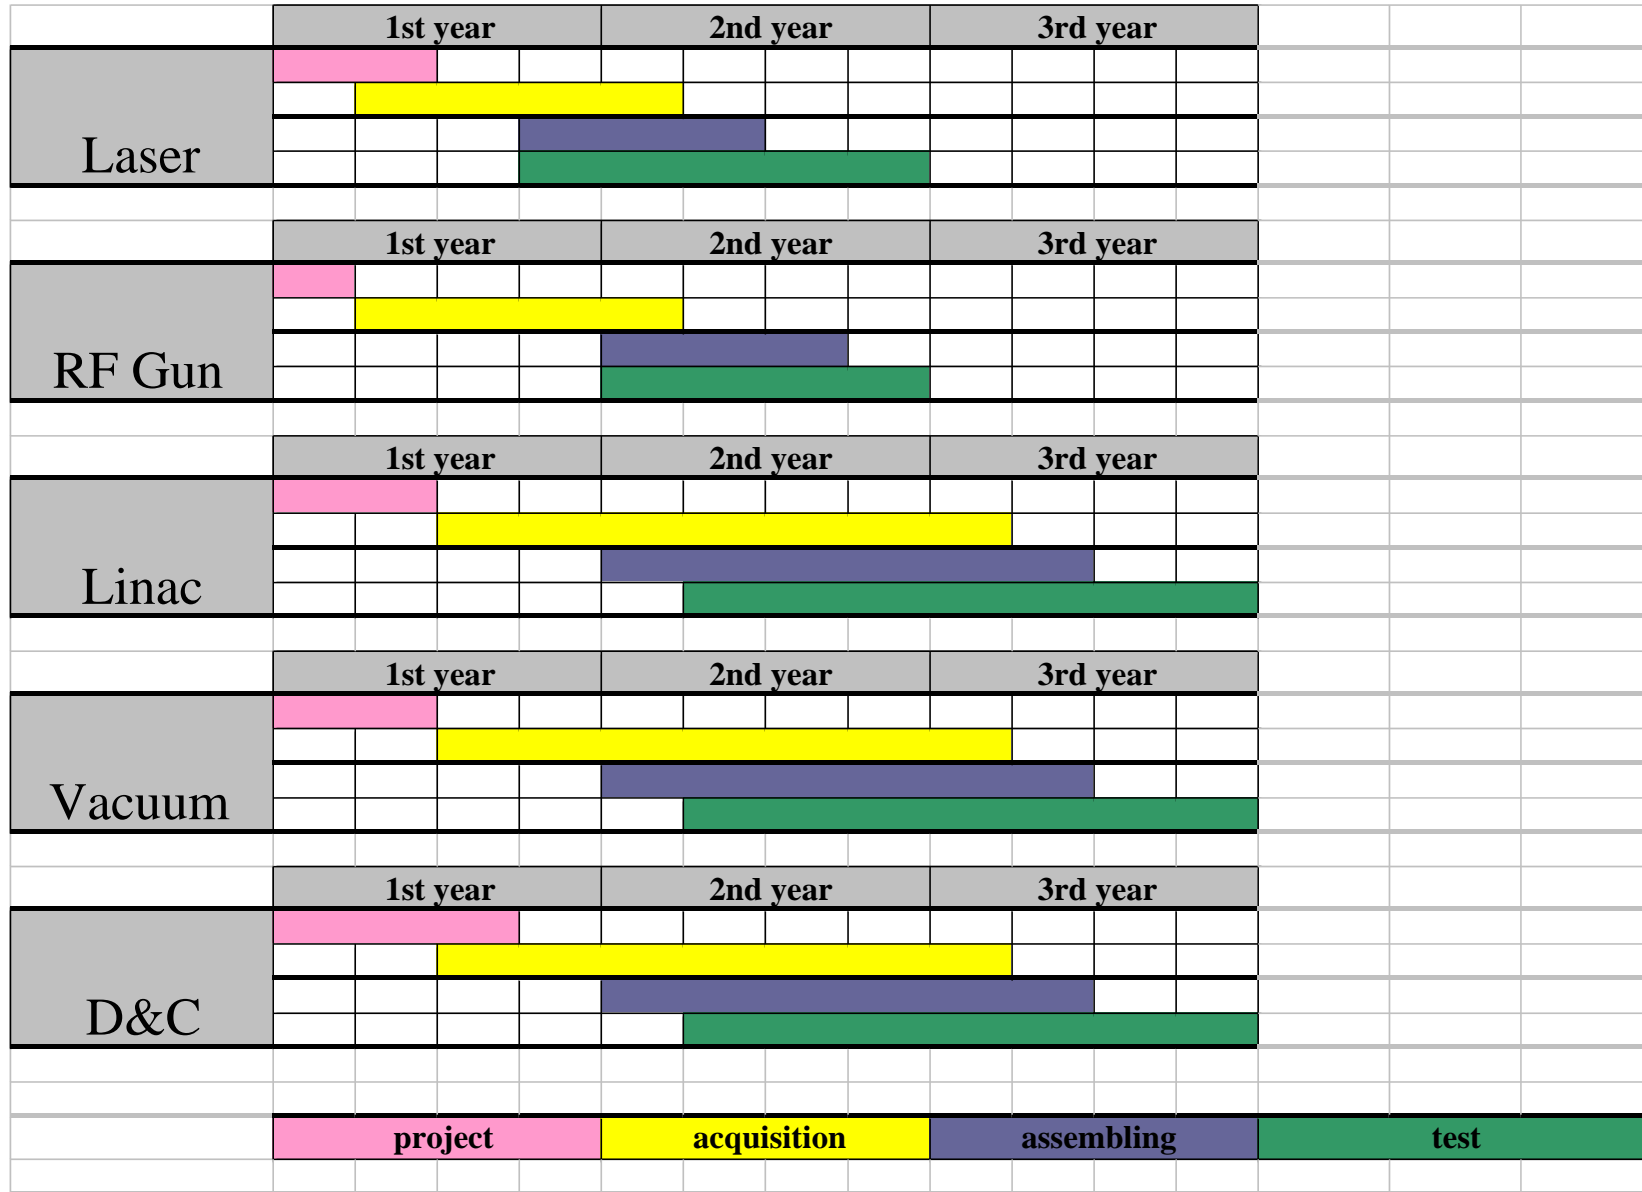 1st year 2nd year 3rd year
Laser
1st year 2nd year 3rd year
RF Gun
1st year 2nd year 3rd year
Linac
1st year 2nd year 3rd year
Vacuum
1st year 2nd year 3rd year
D&C
project acquisition assembling test